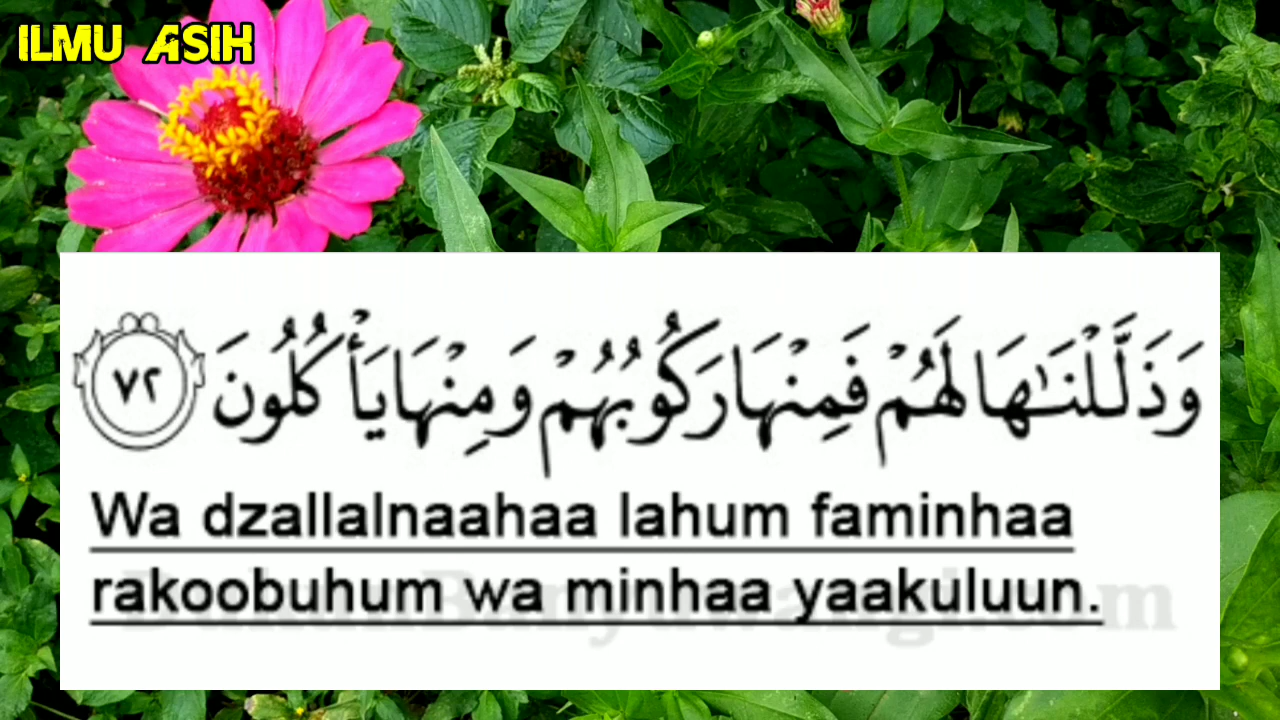 ILMU ASIH
وَذَلَّلْنَـٰهَا لَهُمْ فَمِنْهَا رَكُوبُهُمْ وَمِنْهَا يَأْكُلُونَ ٧٢
Wa dzallalnaahaa lahum faminhaa
rakoobuhum wa minhaa yaakuluun.